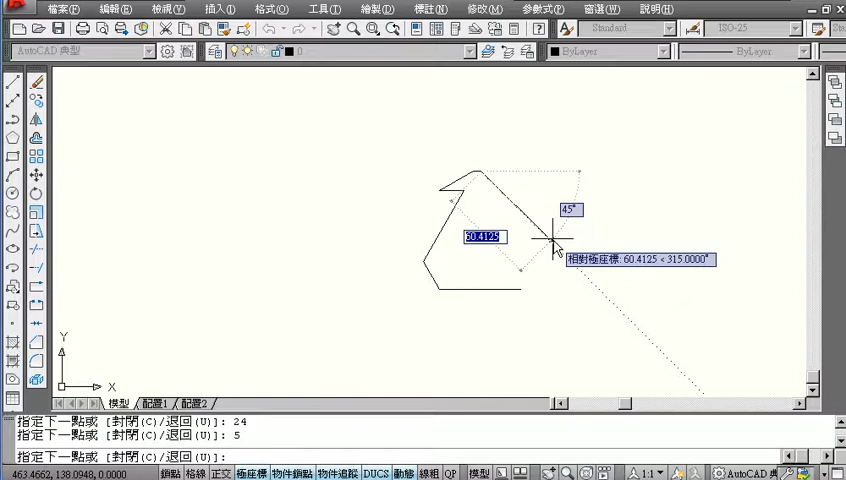 檔案(F) 編輯(E) 檢視(V) 插入(I) 格式(O) 工具(T) 繪製(D) 標註(N) 修改(M) 參數式(P) 窗選(W) 說明(H)
Standard ISO-25
AutoCAD 典型 0 ByLayer ByLayer
45°
60.4125
相對極座標: 60.4125 < 315.0000°
Y
X
模型 配置1 配置2
指定下一點或 [封閉(C)/退回(U)]: 24
指定下一點或 [封閉(C)/退回(U)]: 5
指定下一點或 [封閉(C)/退回(U)]:
463.4662, 138.0948, 0.0000 鎖點 格線 正交 極座標 物件鎖點 物件追蹤 DUCS 動態 線粗 QP 模型 1:1 AutoCAD 典